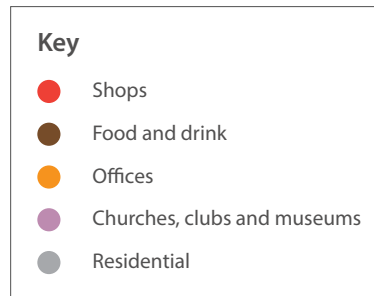 Key
Shops
Food and drink
Offices
Churches, clubs and museums
Residential